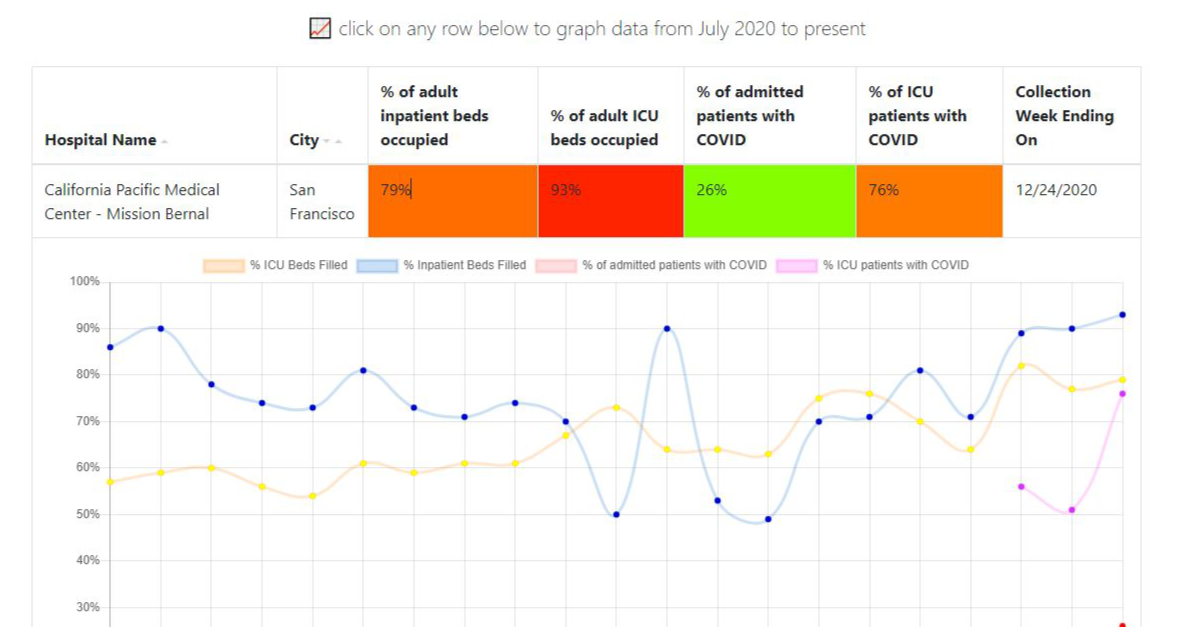 📈 click on any row below to graph data from July 2020 to present
% of adult
% of admitted
% of ICU
Collection
inpatient beds
% of adult ICU
patients with
patients with
Week Ending
Hospital Name
City
occupied
beds occupied
COVID
COVID
On
California Pacific Medical
Center - Mission Bernal
San
Francisco
79%
93%
26%
76%
12/24/2020
% ICU Beds Filled
% Inpatient Beds Filled
% of admitted patients with COVID
% ICU patients with COVID
100%
90%
80%
70%
60%
50%
40%
30%